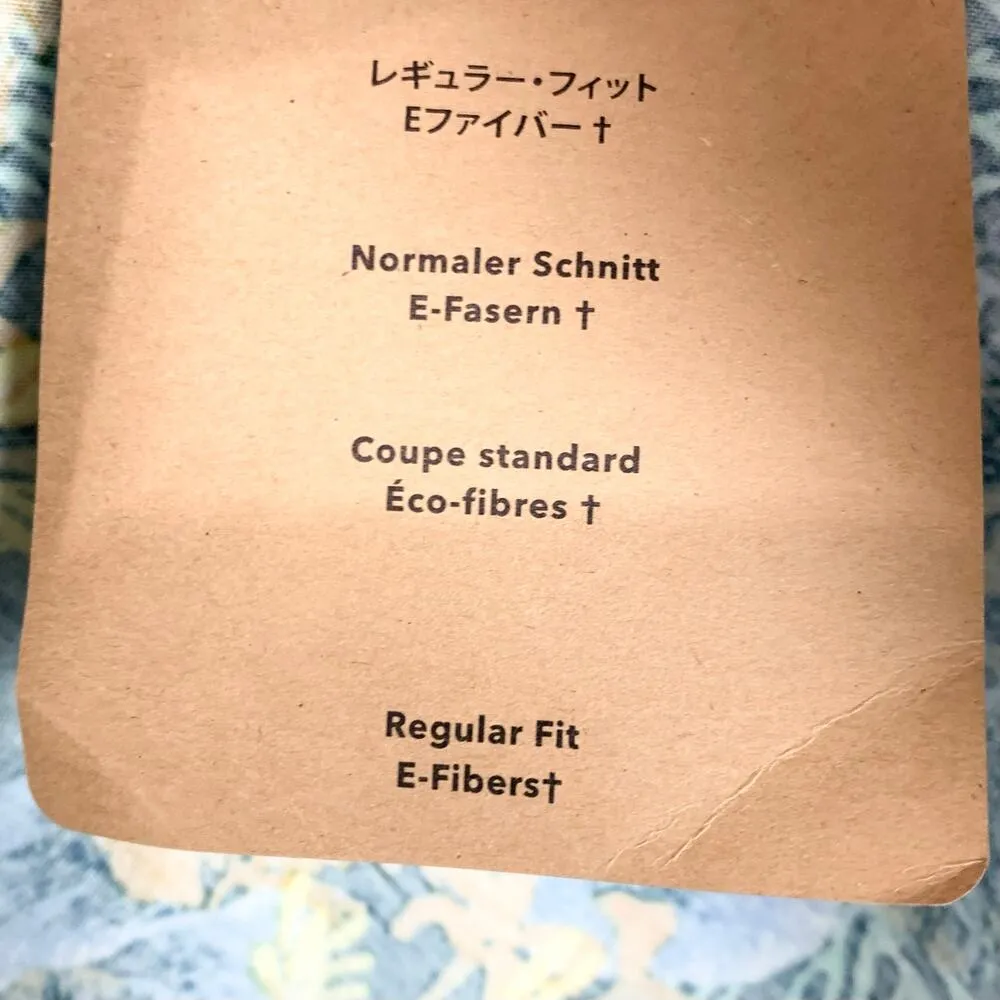 レギュラー・フィット
Eファイバー †
Normaler Schnitt
E-Fasern †
Coupe standard
Éco-fibres †
Regular Fit
E-Fibers†